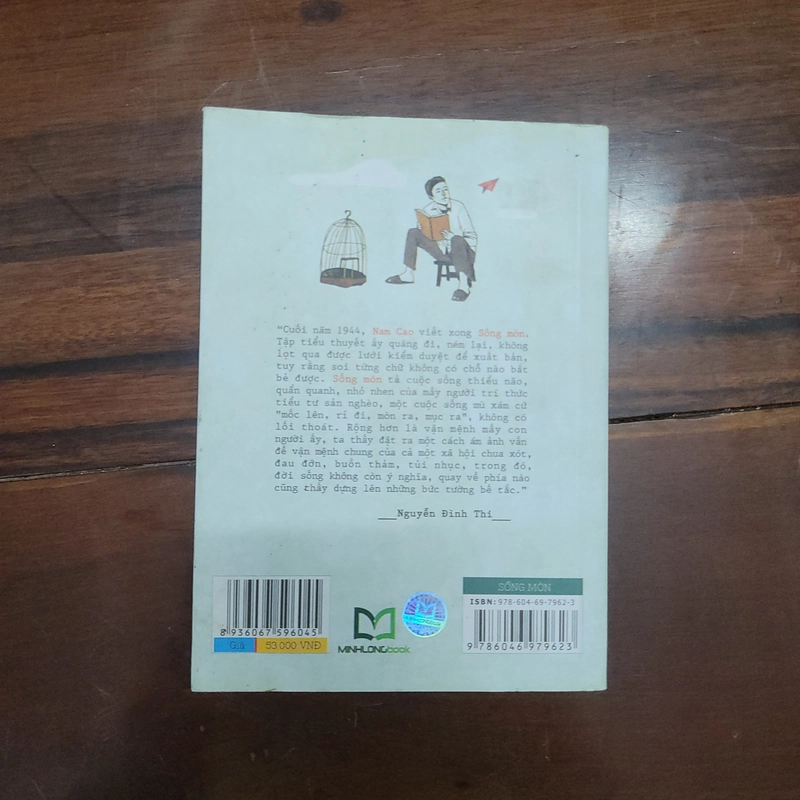 "Cuối năm 1944, Nam Cao viết xong Sống mòn.
Tập tiểu thuyết ấy quăng đi, ném lại, không
lọt qua được lưới kiểm duyệt để xuất bản,
tuy rằng soi từng chữ không có chỗ nào bắt
bẻ được. Sống mòn tả cuộc sống thiểu não,
quẩn quanh, nhỏ nhen của mấy người trí thức
tiểu tư sản nghèo, một cuộc sống mù xám cứ
"mốc lên, rỉ đi, mòn ra, mục ra", không có
lối thoát. Rộng hơn là vận mệnh mấy con
người ấy, ta thấy đặt ra một cách ám ảnh vấn
đề vận mệnh chung của cả một xã hội chua xót,
đau đớn, buồn thảm, tủi nhục, trong đó,
đời sống không còn ý nghĩa, quay về phía nào
cũng thấy dựng lên những bức tường bế tắc."
___Nguyễn Đình Thi___
8 936067 596045
Giá 53 000 VNĐ
MINHLONGbook
SỐNG MÒN
ISBN: 978-604-69-7962-3
9 786046 979623